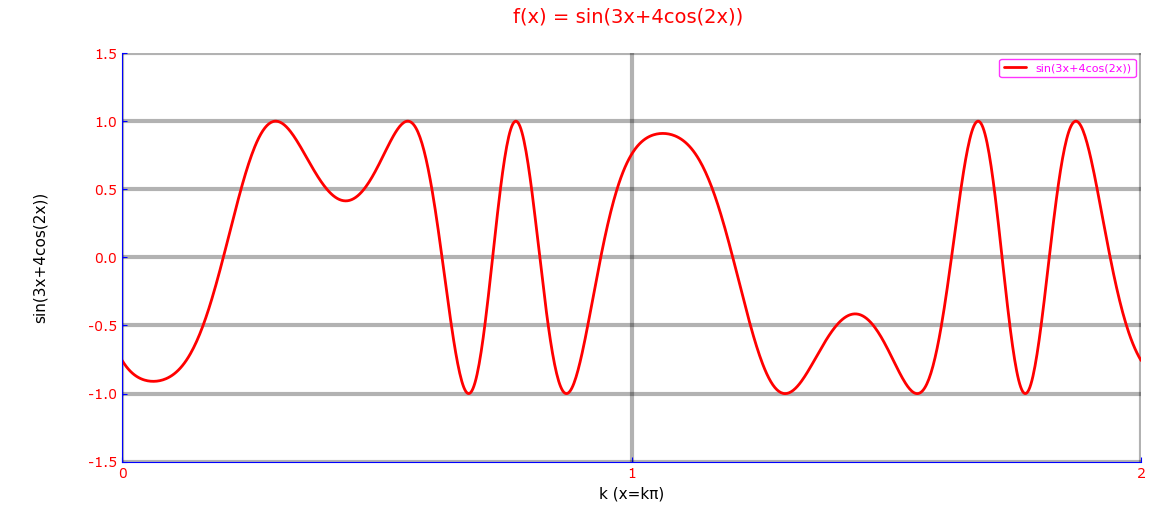 f(x) = sin(3x+4cos(2x))
1.5
sin(3x+4cos(2x))
1.0
0.5
0.0
-0.5
-1.0
-1.5
sin(3x+4cos(2x))
0
1
2
k (x=kπ)